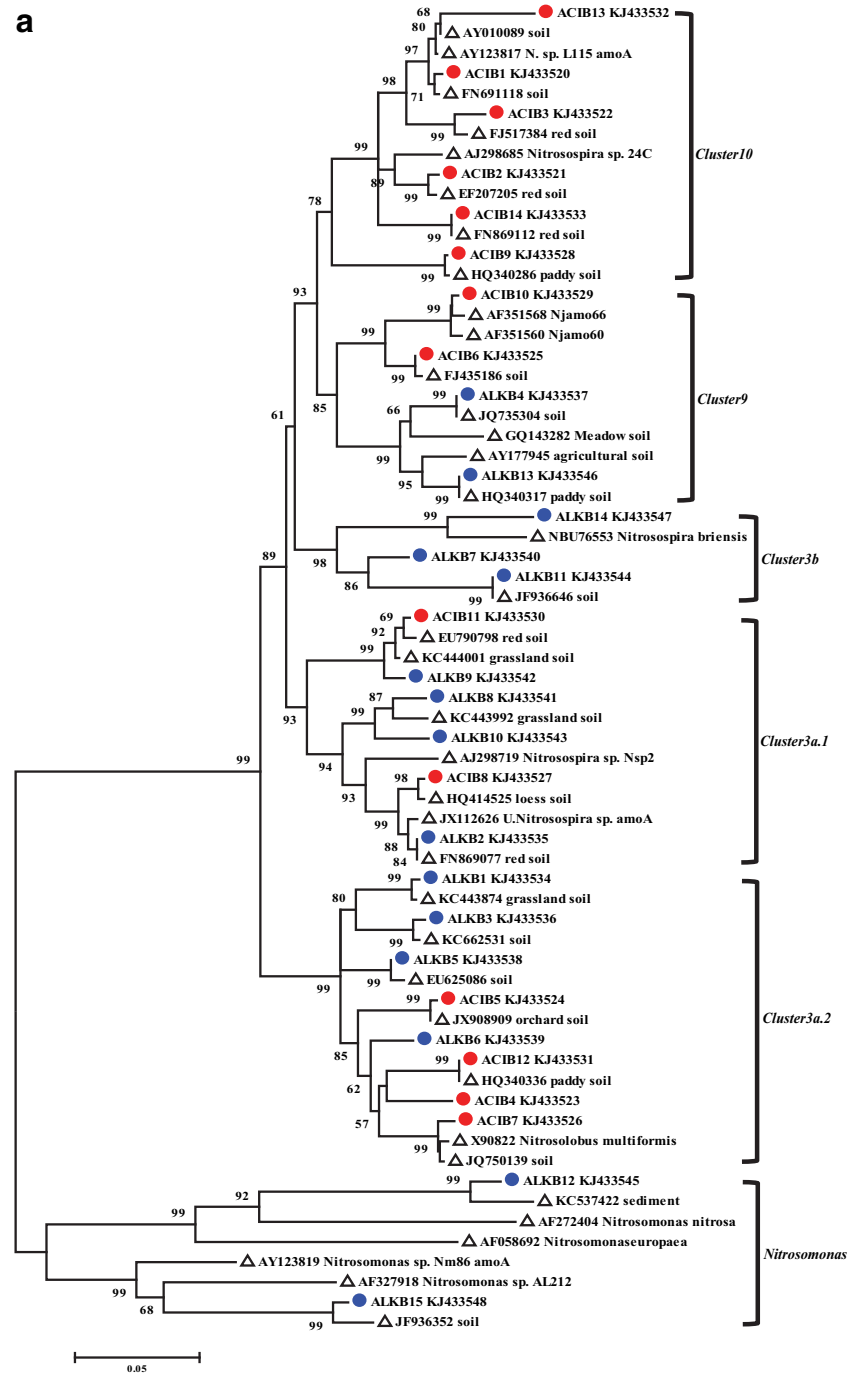 a
68
ACIB13 KJ433532
80
AY010089 soil
97
AY123817 N. sp. L115 amoA
98
ACIB1 KJ433520
71
FN691118 soil
ACIB3 KJ433522
99
FJ517384 red soil
99
AJ298685 Nitrosospira sp. 24C
Cluster10
89
ACIB2 KJ433521
99
EF207205 red soil
78
ACIB14 KJ433533
99
FN869112 red soil
ACIB9 KJ433528
99
HQ340286 paddy soil
93
ACIB10 KJ433529
99
AF351568 Njamo66
99
AF351560 Njamo60
ACIB6 KJ433525
99
FJ435186 soil
85
99
ALKB4 KJ433537
Cluster9
66
JQ735304 soil
61
GQ143282 Meadow soil
99
AY177945 agricultural soil
95
ALKB13 KJ433546
99
HQ340317 paddy soil
99
ALKB14 KJ433547
NBU76553 Nitrosospira briensis
98
ALKB7 KJ433540
Cluster3b
89
86
ALKB11 KJ433544
99
JF936646 soil
69
ACIB11 KJ433530
92
EU790798 red soil
99
KC444001 grassland soil
ALKB9 KJ433542
93
87
ALKB8 KJ433541
99
KC443992 grassland soil
ALKB10 KJ433543
Cluster3a.1
99
94
AJ298719 Nitrosospira sp. Nsp2
93
98
ACIB8 KJ433527
HQ414525 loess soil
99
JX112626 U.Nitrosospira sp. amoA
88
ALKB2 KJ433535
84
FN869077 red soil
99
ALKB1 KJ433534
80
KC443874 grassland soil
ALKB3 KJ433536
99
KC662531 soil
ALKB5 KJ433538
99
99
EU625086 soil
99
ACIB5 KJ433524
JX908909 orchard soil
Cluster3a.2
85
ALKB6 KJ433539
99
ACIB12 KJ433531
62
HQ340336 paddy soil
ACIB4 KJ433523
57
ACIB7 KJ433526
99
X90822 Nitrosolobus multiformis
JQ750139 soil
99
ALKB12 KJ433545
92
KC537422 sediment
99
AF272404 Nitrosomonas nitrosa
AF058692 Nitrosomonaseuropaea
Nitrosomonas
AY123819 Nitrosomonas sp. Nm86 amoA
99
AF327918 Nitrosomonas sp. AL212
68
ALKB15 KJ433548
99
JF936352 soil
0.05